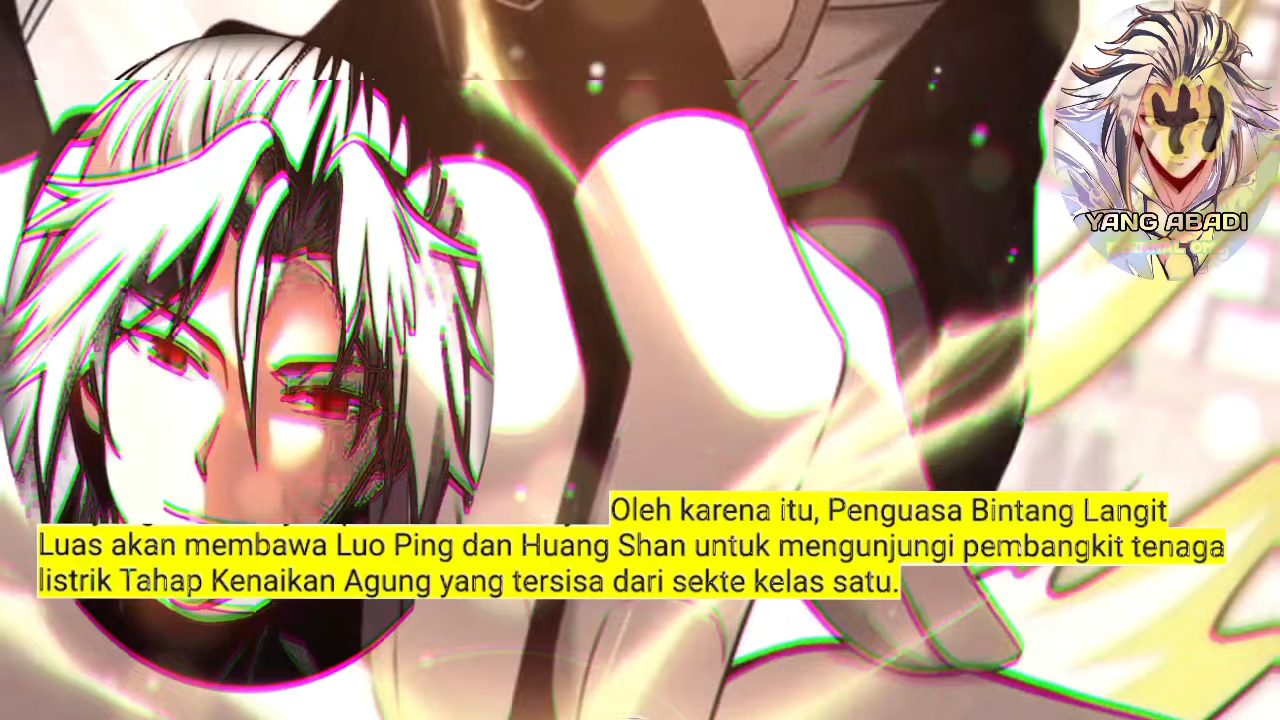 YANG ABADI
Oleh karena itu, Penguasa Bintang Langit
Luas akan membawa Luo Ping dan Huang Shan untuk mengunjungi pembangkit tenaga
listrik Tahap Kenaikan Agung yang tersisa dari sekte kelas satu.